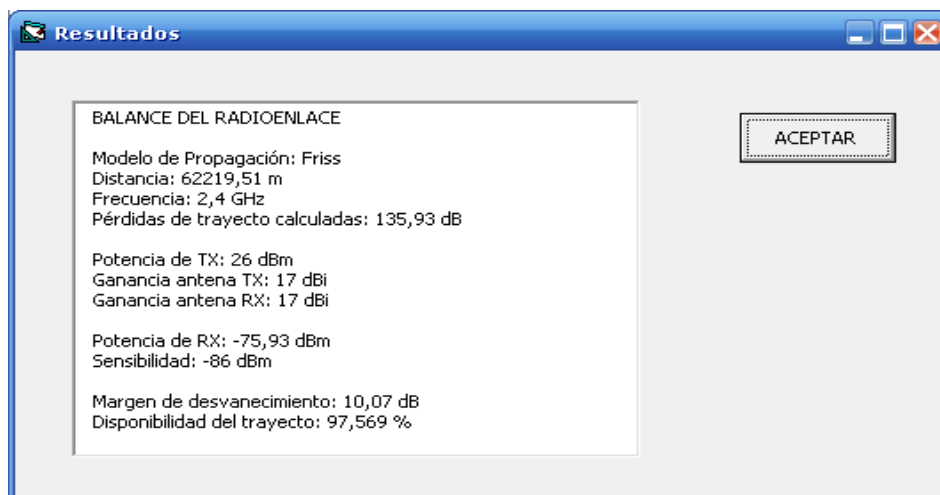 Resultados
BALANCE DEL RADIOENLACE
Modelo de Propagación: Friss
Distancia: 62219,51 m
Frecuencia: 2,4 GHz
Pérdidas de trayecto calculadas: 135,93 dB
Potencia de TX: 26 dBm
Ganancia antena TX: 17 dBi
Ganancia antena RX: 17 dBi
Potencia de RX: -75,93 dBm
Sensibilidad: -86 dBm
Margen de desvanecimiento: 10,07 dB
Disponibilidad del trayecto: 97,569 %
ACEPTAR